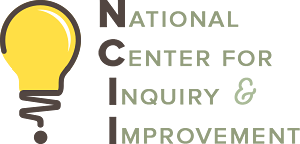 National
Center for
Inquiry &
Improvement